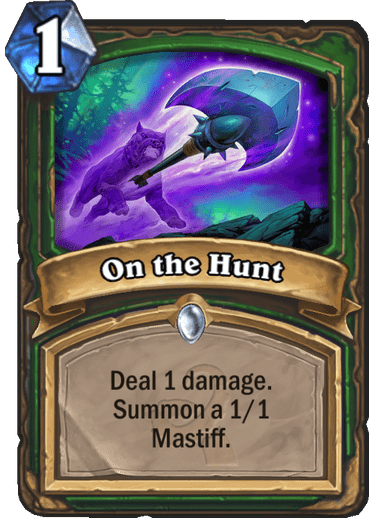 1
On the Hunt
Deal 1 damage.
Summon a 1/1
Mastiff.